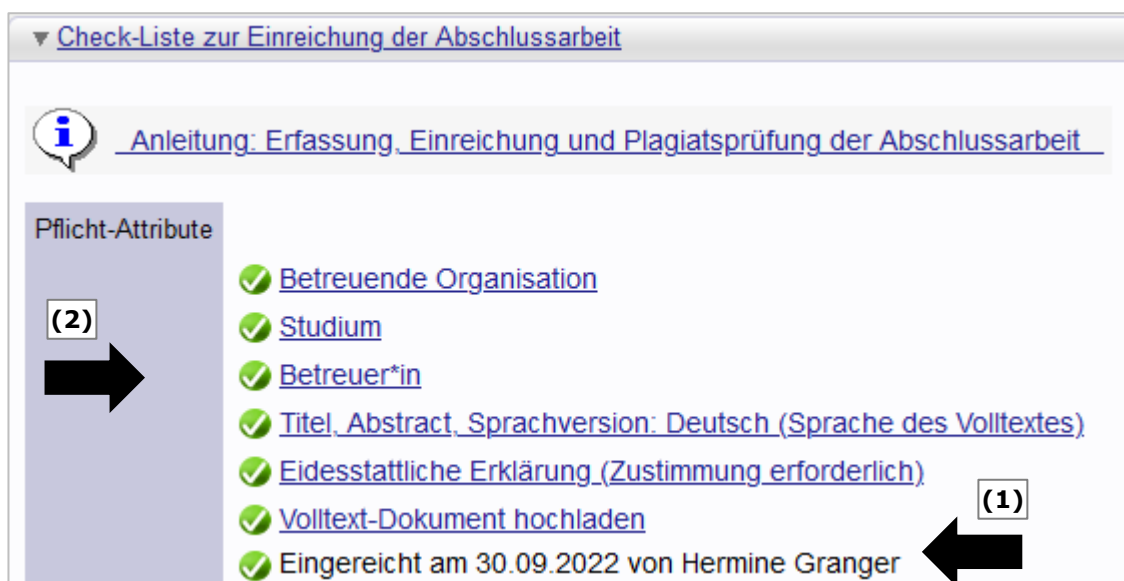 Check-Liste zur Einreichung der Abschlussarbeit
Anleitung: Erfassung, Einreichung und Plagiatsprüfung der Abschlussarbeit
Pflicht-Attribute
Betreuende Organisation
(2)
Studium
Betreuer*in
Titel, Abstract, Sprachversion: Deutsch (Sprache des Volltextes)
Eidesstattliche Erklärung (Zustimmung erforderlich)
(1)
Volltext-Dokument hochladen
Eingereicht am 30.09.2022 von Hermine Granger